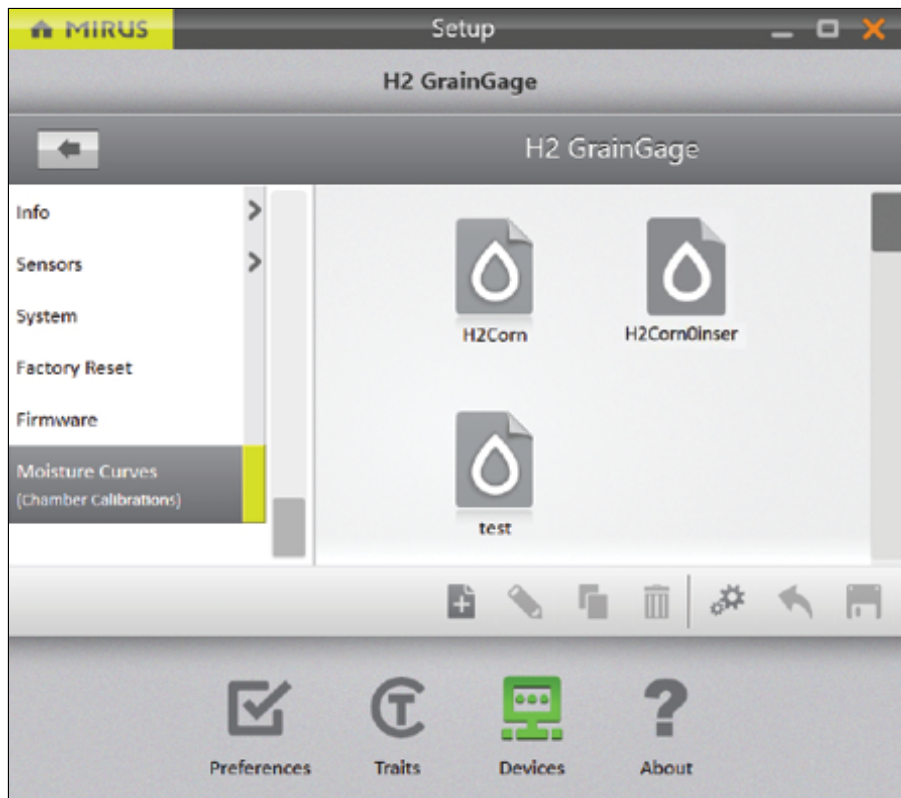 MIRUS
Setup
H2 GrainGage
H2 GrainGage
Info
Sensors
System
Factory Reset
Firmware
Moisture Curves
(Chamber Calibrations)
H2Corn
H2Corn0inser
test
Preferences
Traits
Devices
About